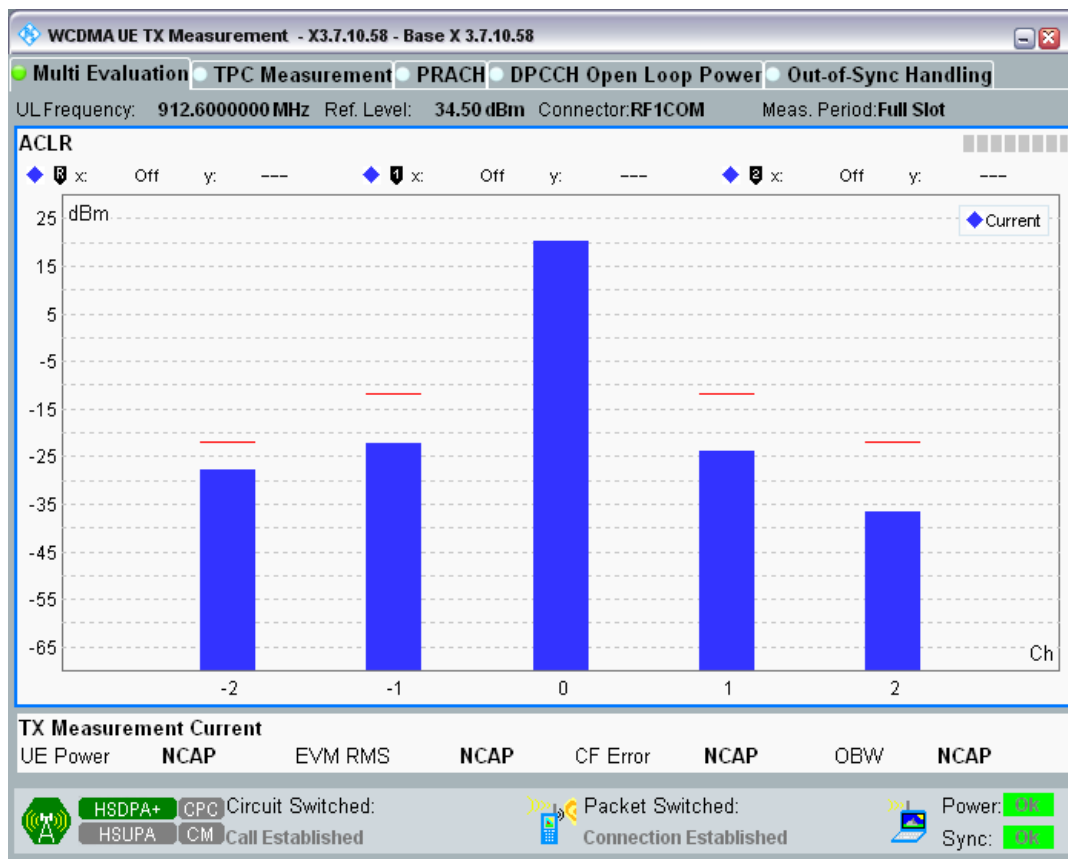 WCDMA UE TX Measurement - X3.7.10.58 - Base X 3.7.10.58
Multi Evaluation TPC Measurement PRACH DPCCH Open Loop Power Out-of-Sync Handling
UL Frequency: 912.6000000 MHz Ref. Level: 34.50 dBm Connector:RF1COM Meas. Period:Full Slot
ACLR
R x: Off y: --- 1 x: Off y: --- 2 x: Off y: ---
dBm
Current
25
15
5
-5
-15
-25
-35
-45
-55
-65
Ch
-2 -1 0 1 2
TX Measurement Current
UE Power NCAP EVM RMS NCAP CF Error NCAP OBW NCAP
HSDPA+ CPC Circuit Switched: Packet Switched: Power: OK
HSUPA CM Call Established Connection Established Sync: OK